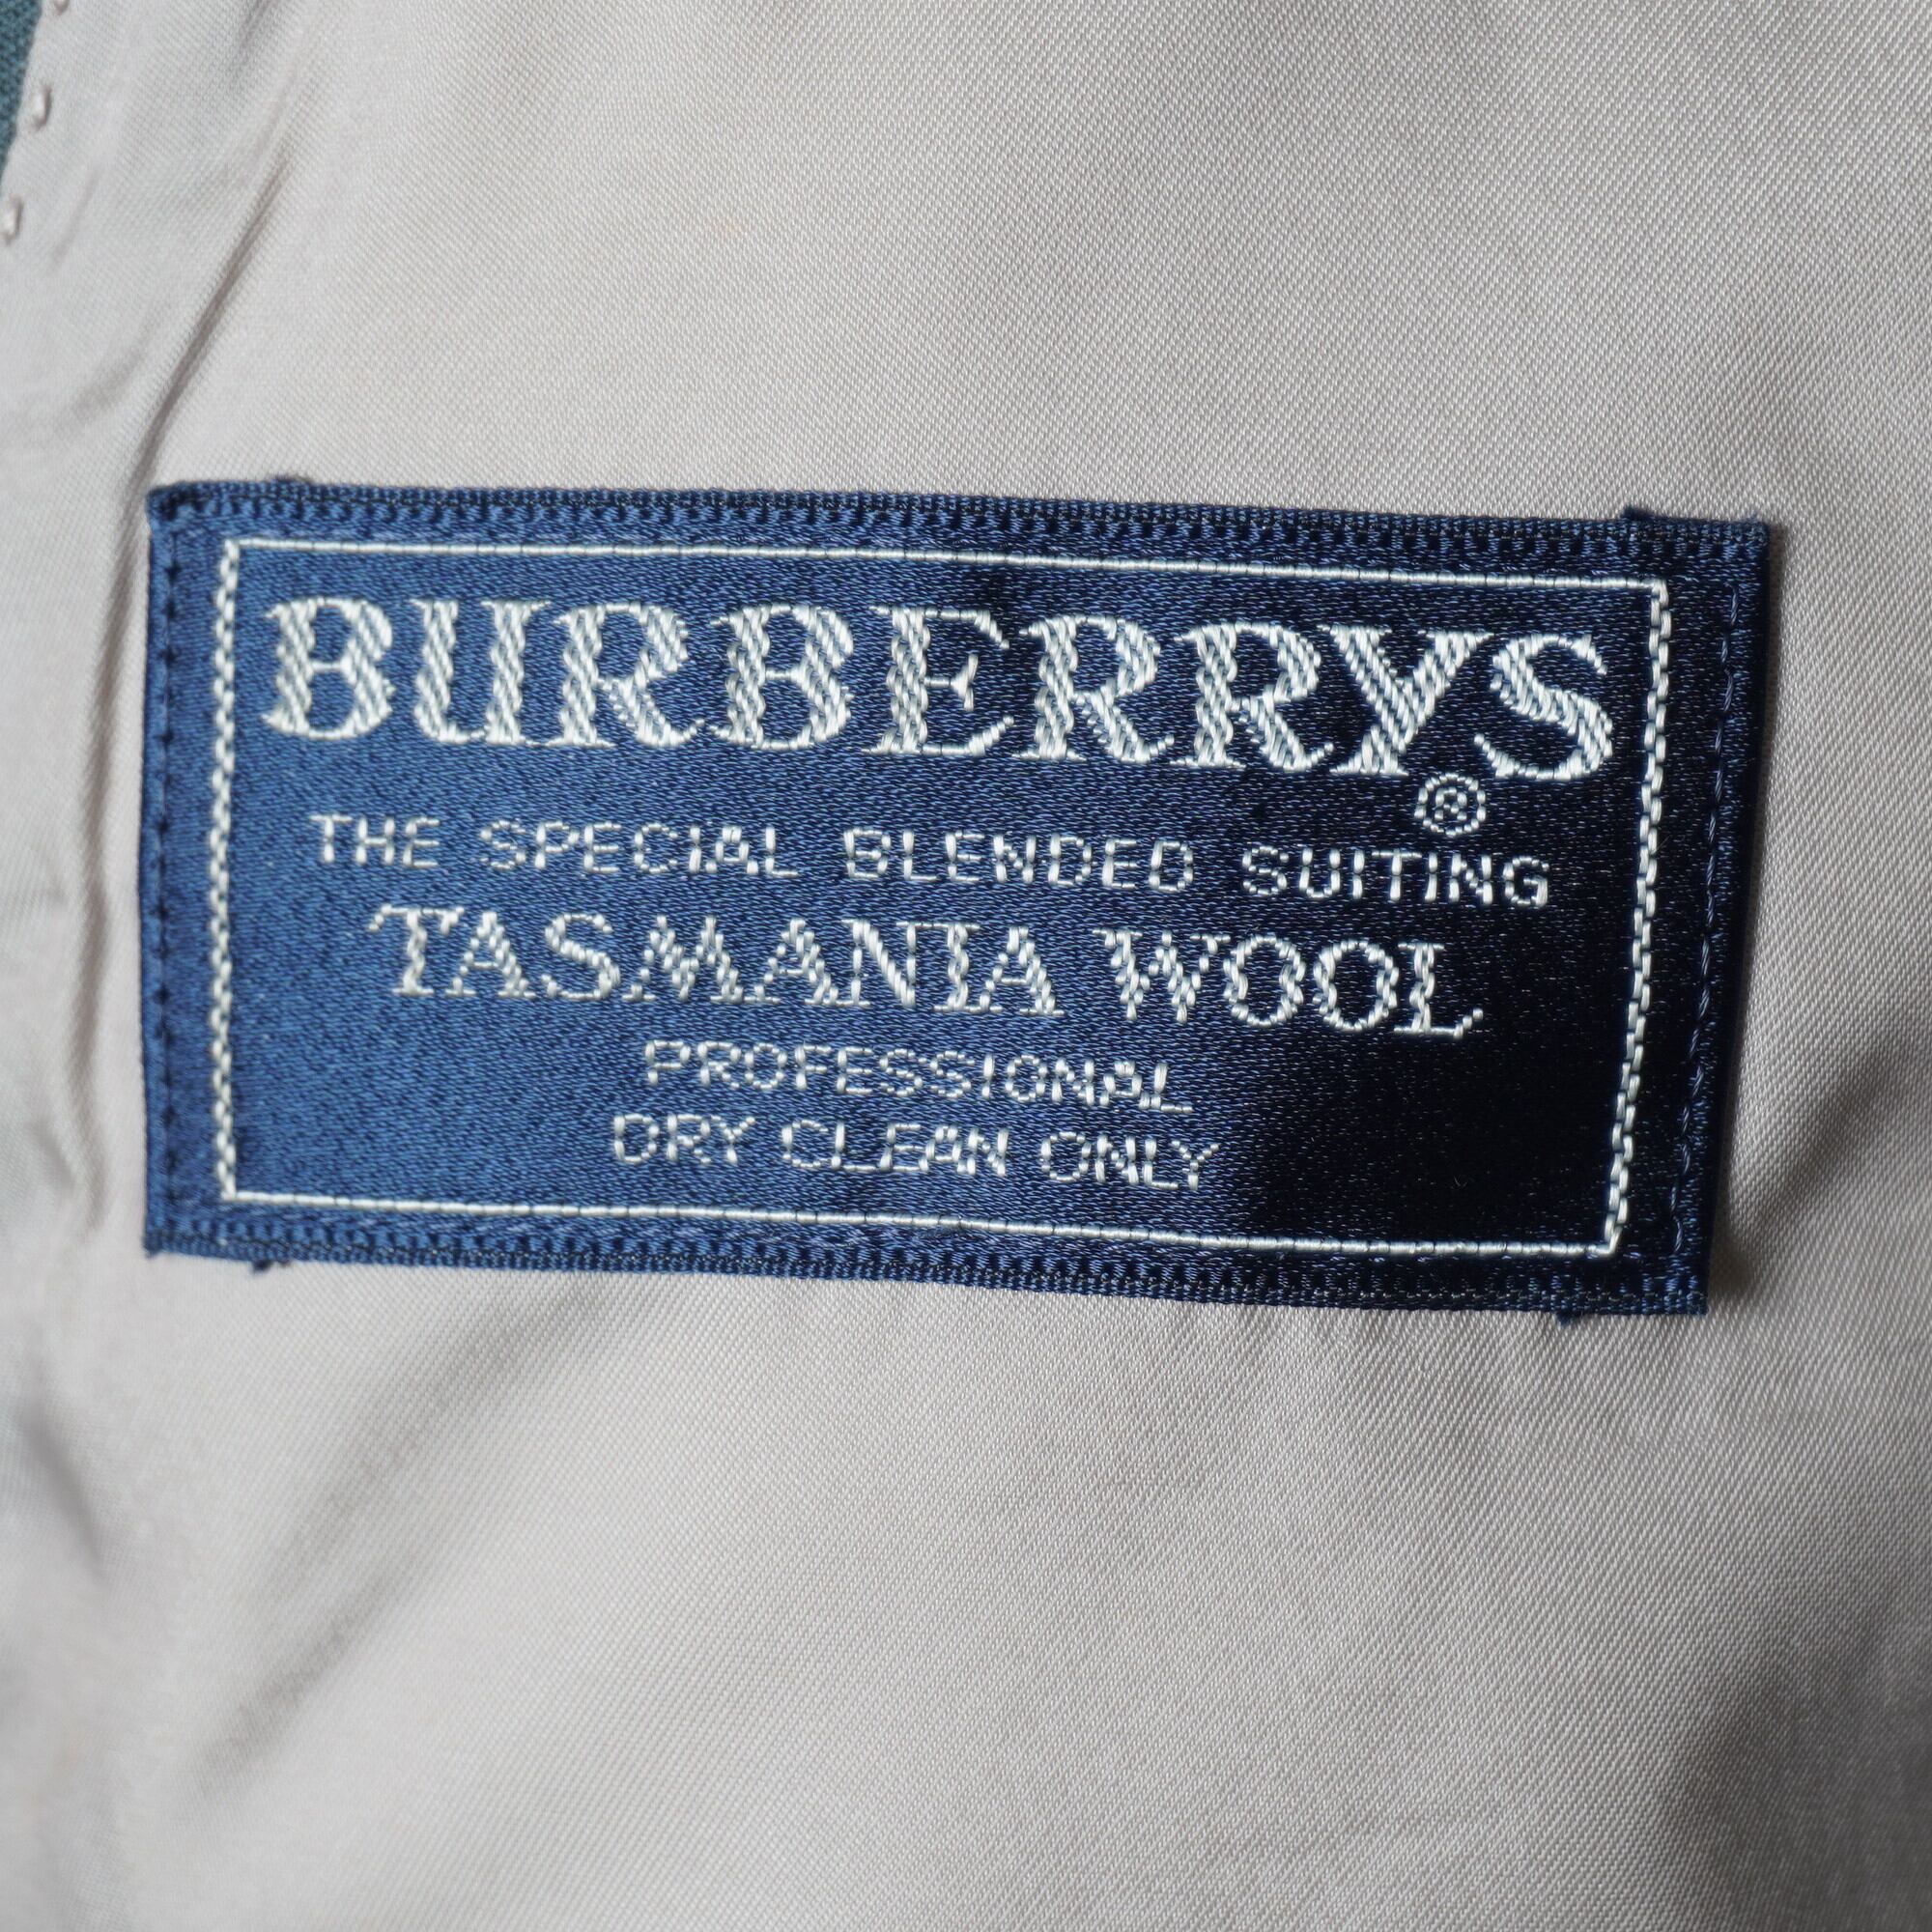 BURBERRYS
®
THE SPECIAL BLENDED SUITING
TASMANIA WOOL
PROFESSIONAL
DRY CLEAN ONLY